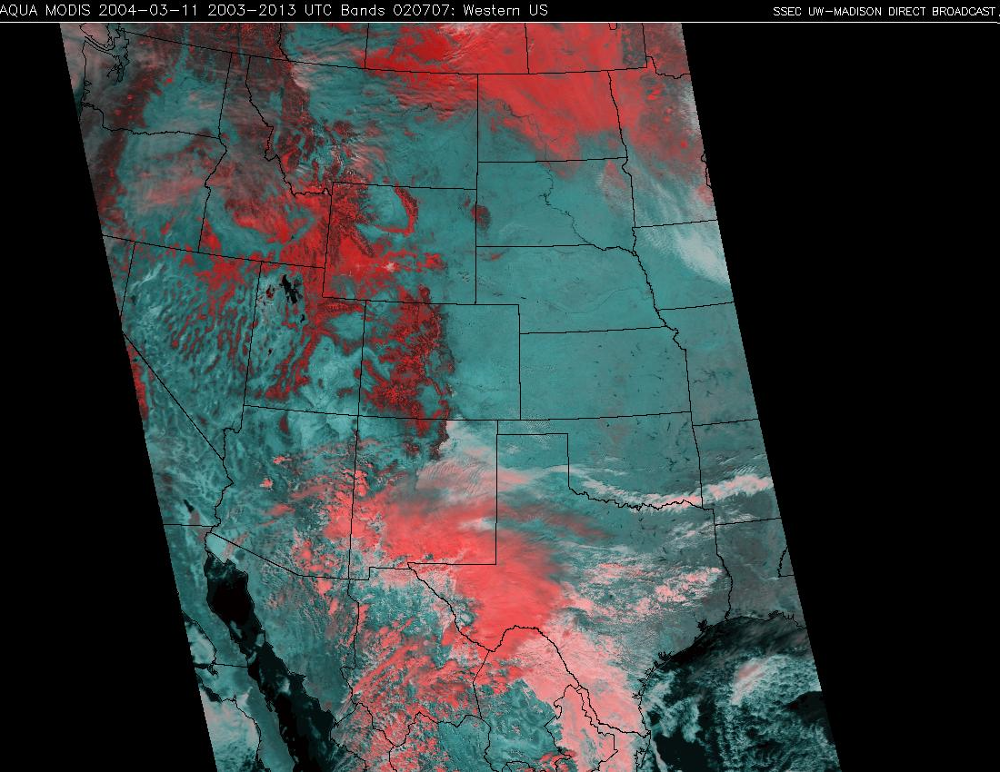 AQUA MODIS 2004-03-11 2003-2013 UTC Bands 020707: Western US
SSEC UW-MADISON DIRECT BROADCAST,